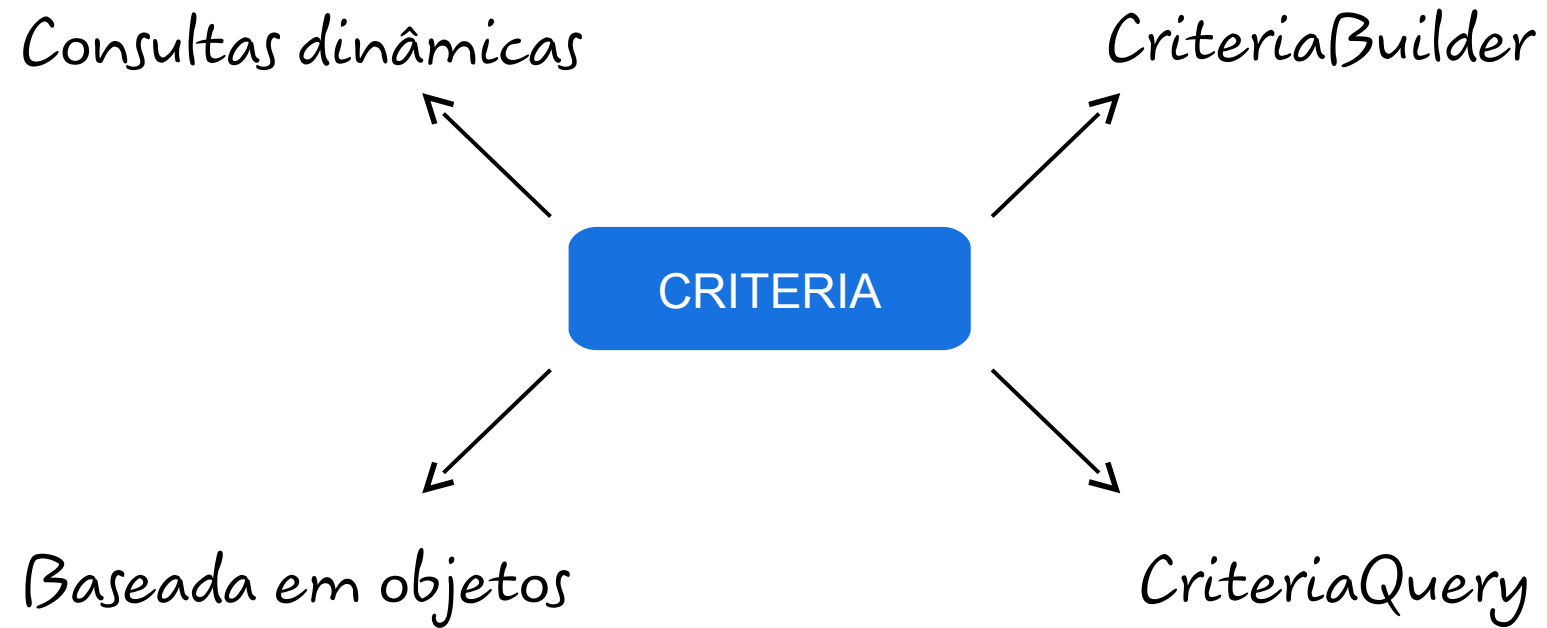 Consultas dinâmicas
CriteriaBuilder
CRITERIA
Baseada em objetos
CriteriaQuery